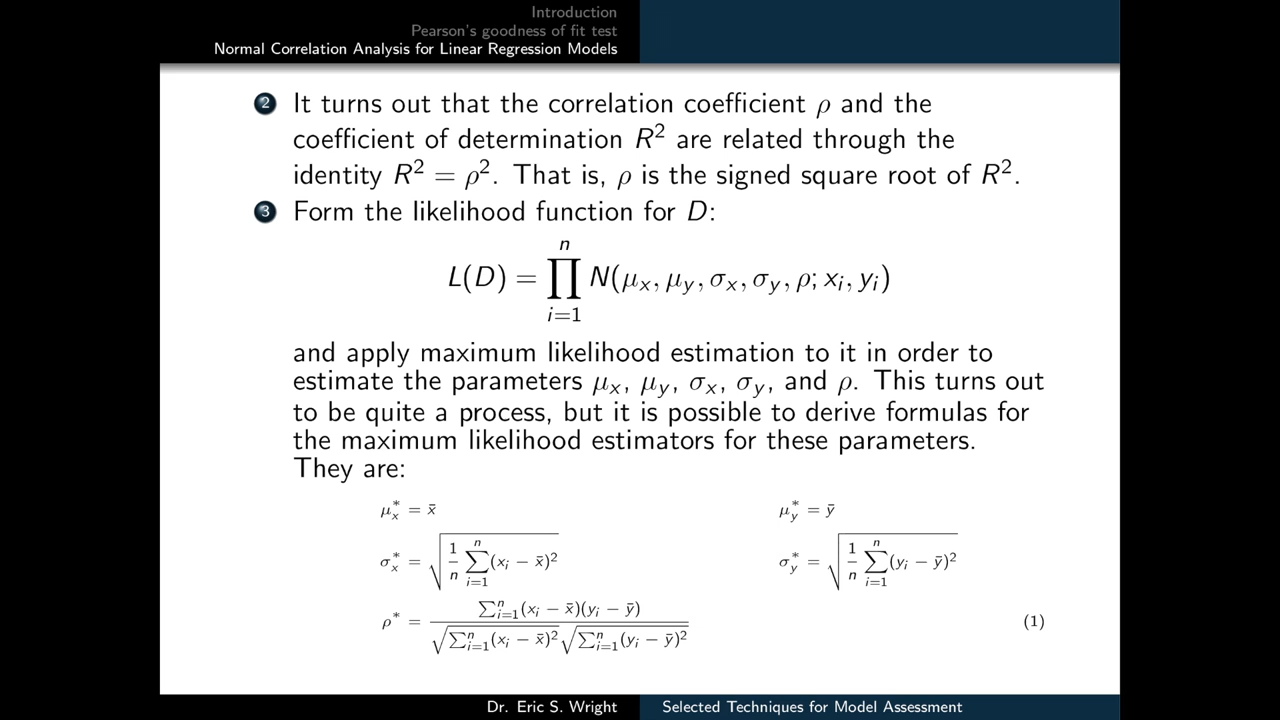 Introduction
Pearson's goodness of fit test
Normal Correlation Analysis for Linear Regression Models
2 It turns out that the correlation coefficient ρ and the
coefficient of determination R² are related through the
identity R² = ρ². That is, ρ is the signed square root of R².
3 Form the likelihood function for D:
L(D) = ∏_{i=1}^{n} N(μ_x, μ_y, σ_x, σ_y, ρ; x_i, y_i)
and apply maximum likelihood estimation to it in order to
estimate the parameters μ_x, μ_y, σ_x, σ_y, and ρ. This turns out
to be quite a process, but it is possible to derive formulas for
the maximum likelihood estimators for these parameters.
They are:
μ_x^* = x̄ μ_y^* = ȳ
σ_x^* = √(1/n ∑_{i=1}^{n} (x_i − x̄)²) σ_y^* = √(1/n ∑_{i=1}^{n} (y_i − ȳ)²)
ρ^* = ∑_{i=1}^{n} (x_i − x̄)(y_i − ȳ) / (√(∑_{i=1}^{n} (x_i − x̄)²) √(∑_{i=1}^{n} (y_i − ȳ)²)) (1)
Dr. Eric S. Wright Selected Techniques for Model Assessment